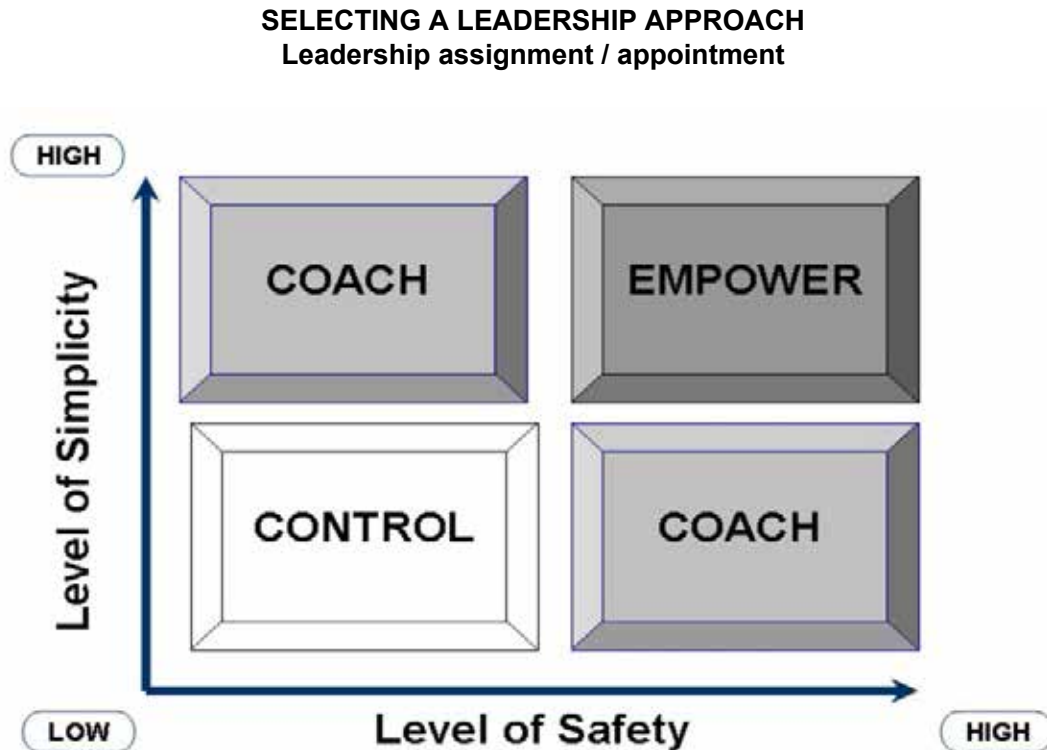 SELECTING A LEADERSHIP APPROACH
Leadership assignment / appointment
HIGH
Level of Simplicity
COACH
EMPOWER
CONTROL
COACH
LOW
Level of Safety
HIGH